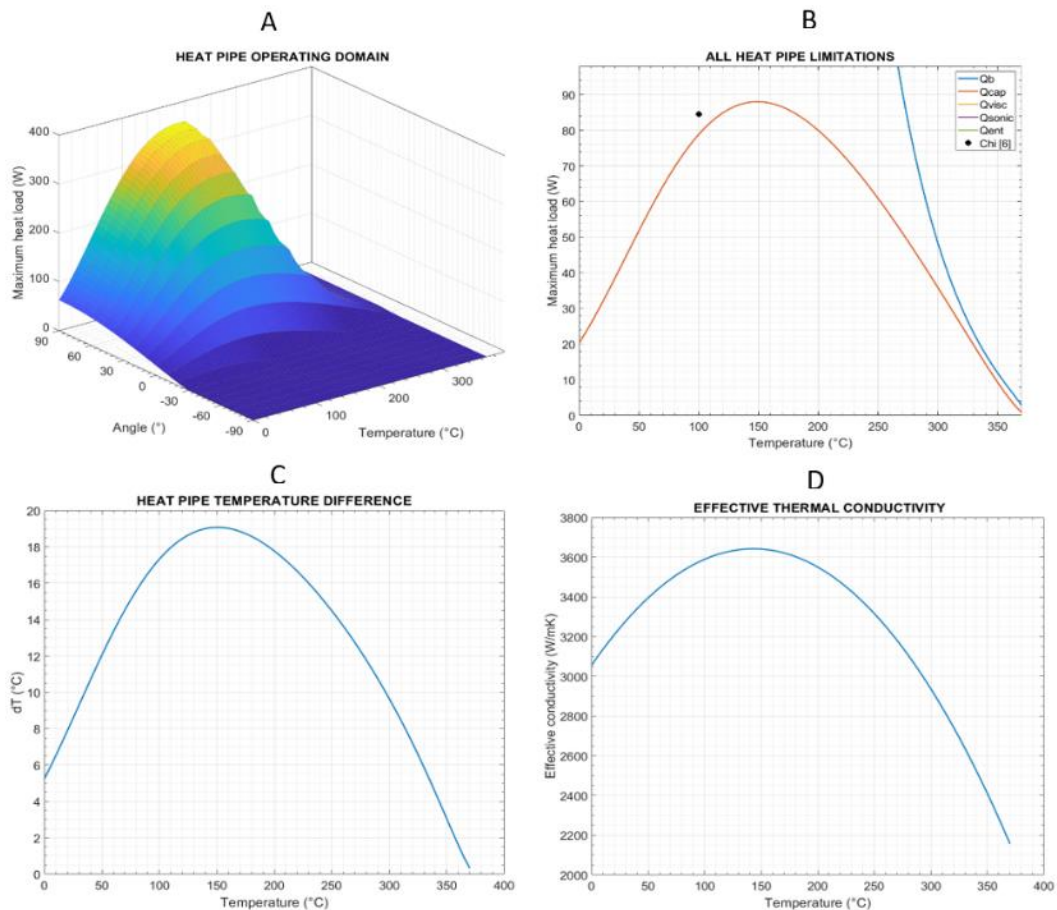 A
HEAT PIPE OPERATING DOMAIN
400
300
200
100
0
Maximum heat load (W)
90
60
30
0
-30
-60
-90
Angle (°)
0
100
200
300
Temperature (°C)
B
ALL HEAT PIPE LIMITATIONS
Qb
Qcap
Qvisc
Qsonic
Qent
Chi [6]
90
80
70
60
50
40
30
20
10
0
Maximum heat load (W)
0 50 100 150 200 250 300 350
Temperature (°C)
C
HEAT PIPE TEMPERATURE DIFFERENCE
20
18
16
14
12
10
8
6
4
2
0
dT (°C)
0 50 100 150 200 250 300 350 400
Temperature (°C)
D
EFFECTIVE THERMAL CONDUCTIVITY
3800
3600
3400
3200
3000
2800
2600
2400
2200
2000
Effective conductivity (W/mK)
0 50 100 150 200 250 300 350 400
Temperature (°C)